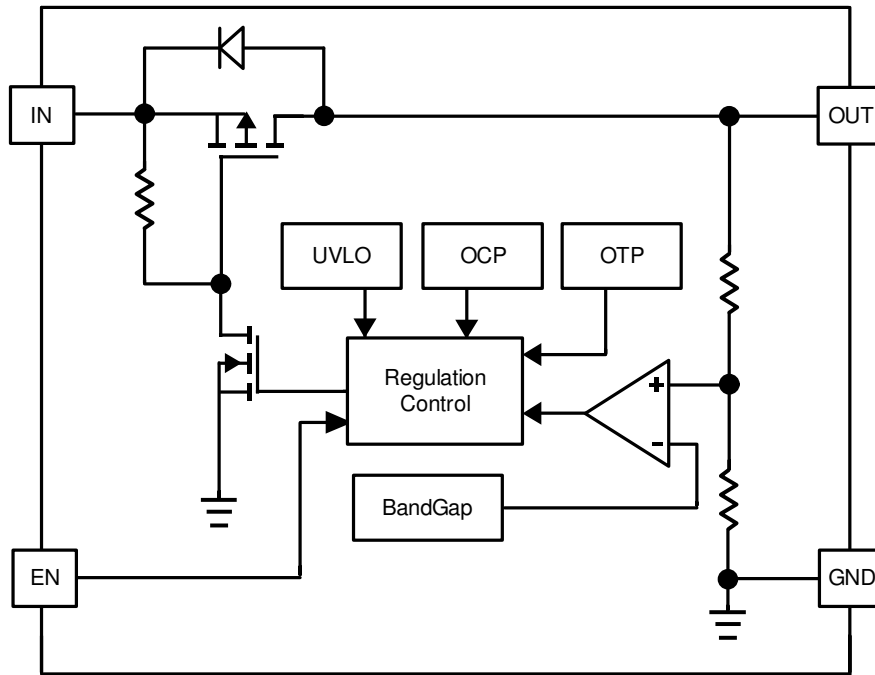 IN
OUT
UVLO
OCP
OTP
Regulation
Control
+
-
BandGap
EN
GND